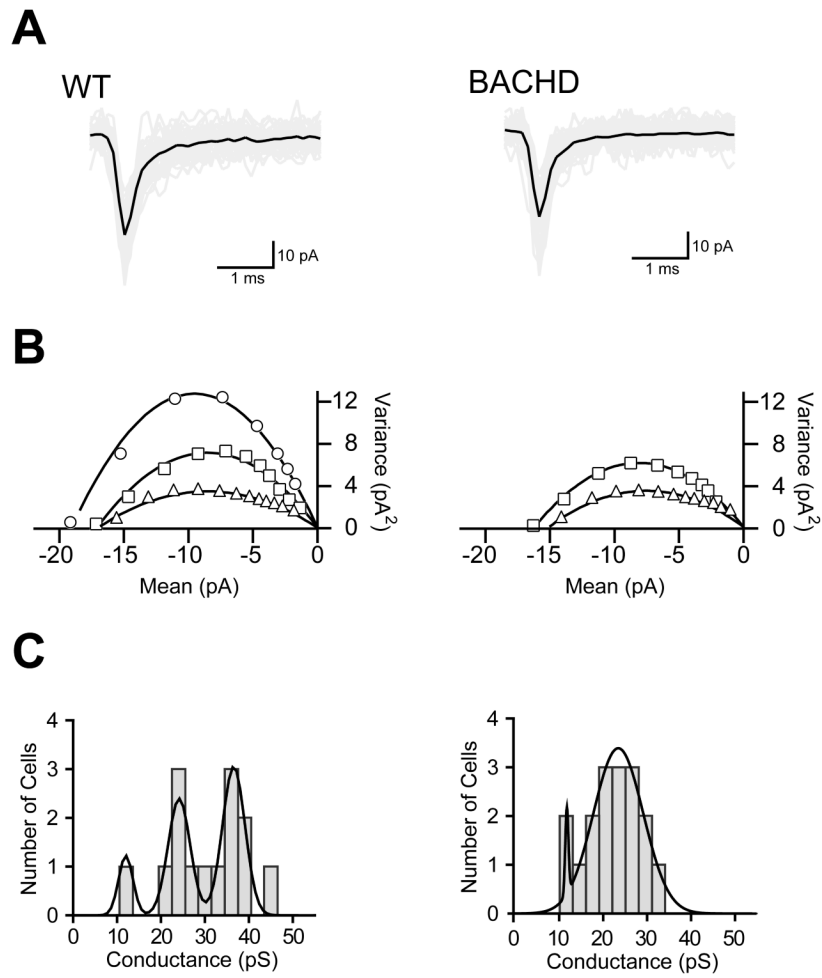 A
WT
BACHD
10 pA
1 ms
10 pA
1 ms
B
12
8
4
0
Variance (pA²)
-20 -15 -10 -5 0
Mean (pA)
12
8
4
0
Variance (pA²)
-20 -15 -10 -5 0
Mean (pA)
C
4
3
2
1
0
Number of Cells
0 10 20 30 40 50
Conductance (pS)
4
3
2
1
0
Number of Cells
0 10 20 30 40 50
Conductance (pS)